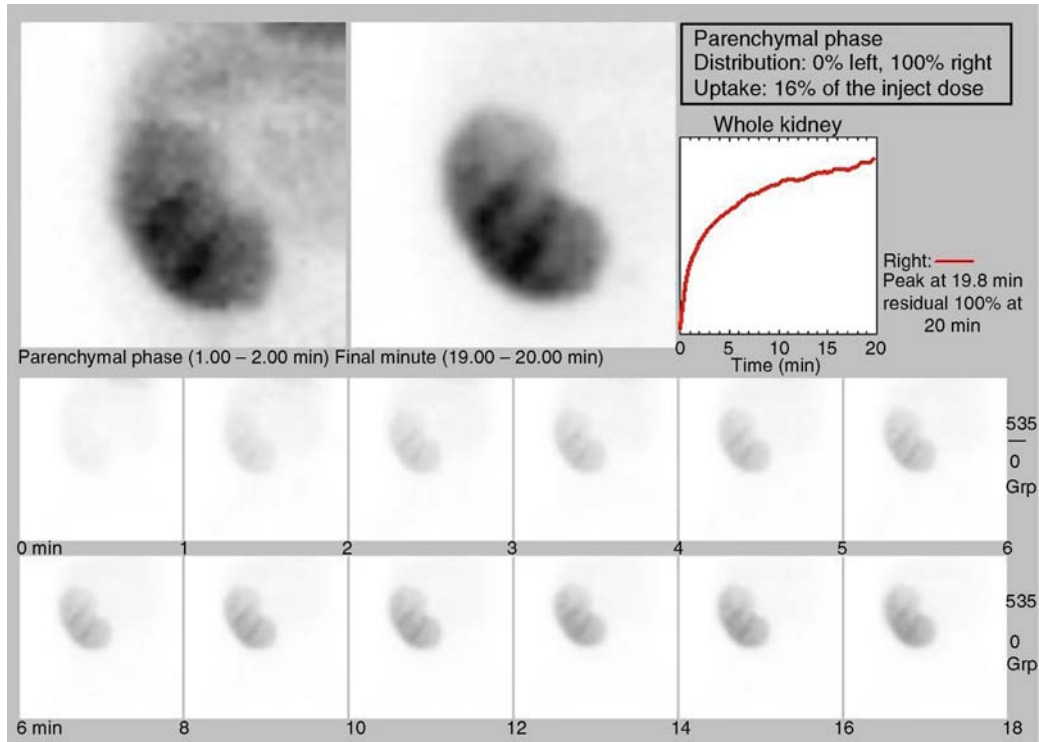 Parenchymal phase
Distribution: 0% left, 100% right
Uptake: 16% of the inject dose
Whole kidney
Right:
Peak at 19.8 min
residual 100% at
20 min
0 5 10 15 20
Time (min)
Parenchymal phase (1.00 – 2.00 min) Final minute (19.00 – 20.00 min)
535
0
Grp
0 min 1 2 3 4 5 6
535
0
Grp
6 min 8 10 12 14 16 18